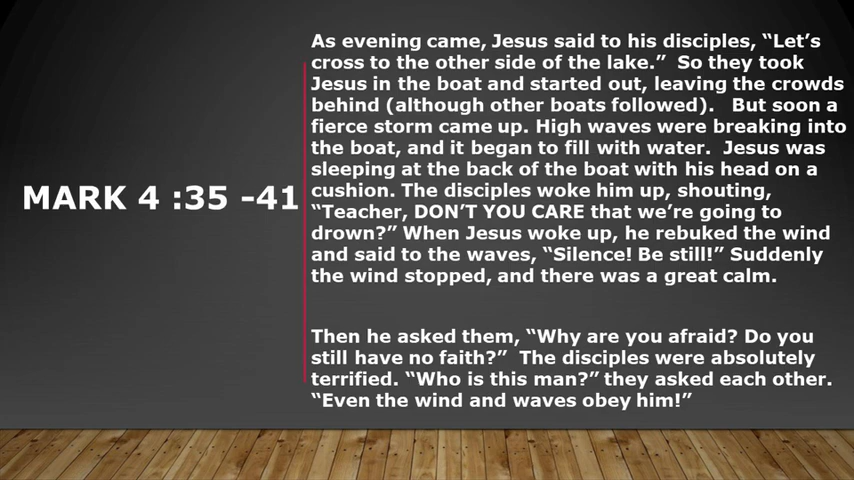 MARK 4 :35 -41
As evening came, Jesus said to his disciples, “Let’s
cross to the other side of the lake.”  So they took
Jesus in the boat and started out, leaving the crowds
behind (although other boats followed).   But soon a
fierce storm came up. High waves were breaking into
the boat, and it began to fill with water.  Jesus was
sleeping at the back of the boat with his head on a
cushion. The disciples woke him up, shouting,
“Teacher, DON’T YOU CARE that we’re going to
drown?” When Jesus woke up, he rebuked the wind
and said to the waves, “Silence! Be still!” Suddenly
the wind stopped, and there was a great calm.
Then he asked them, “Why are you afraid? Do you
still have no faith?”  The disciples were absolutely
terrified. “Who is this man?” they asked each other.
“Even the wind and waves obey him!”